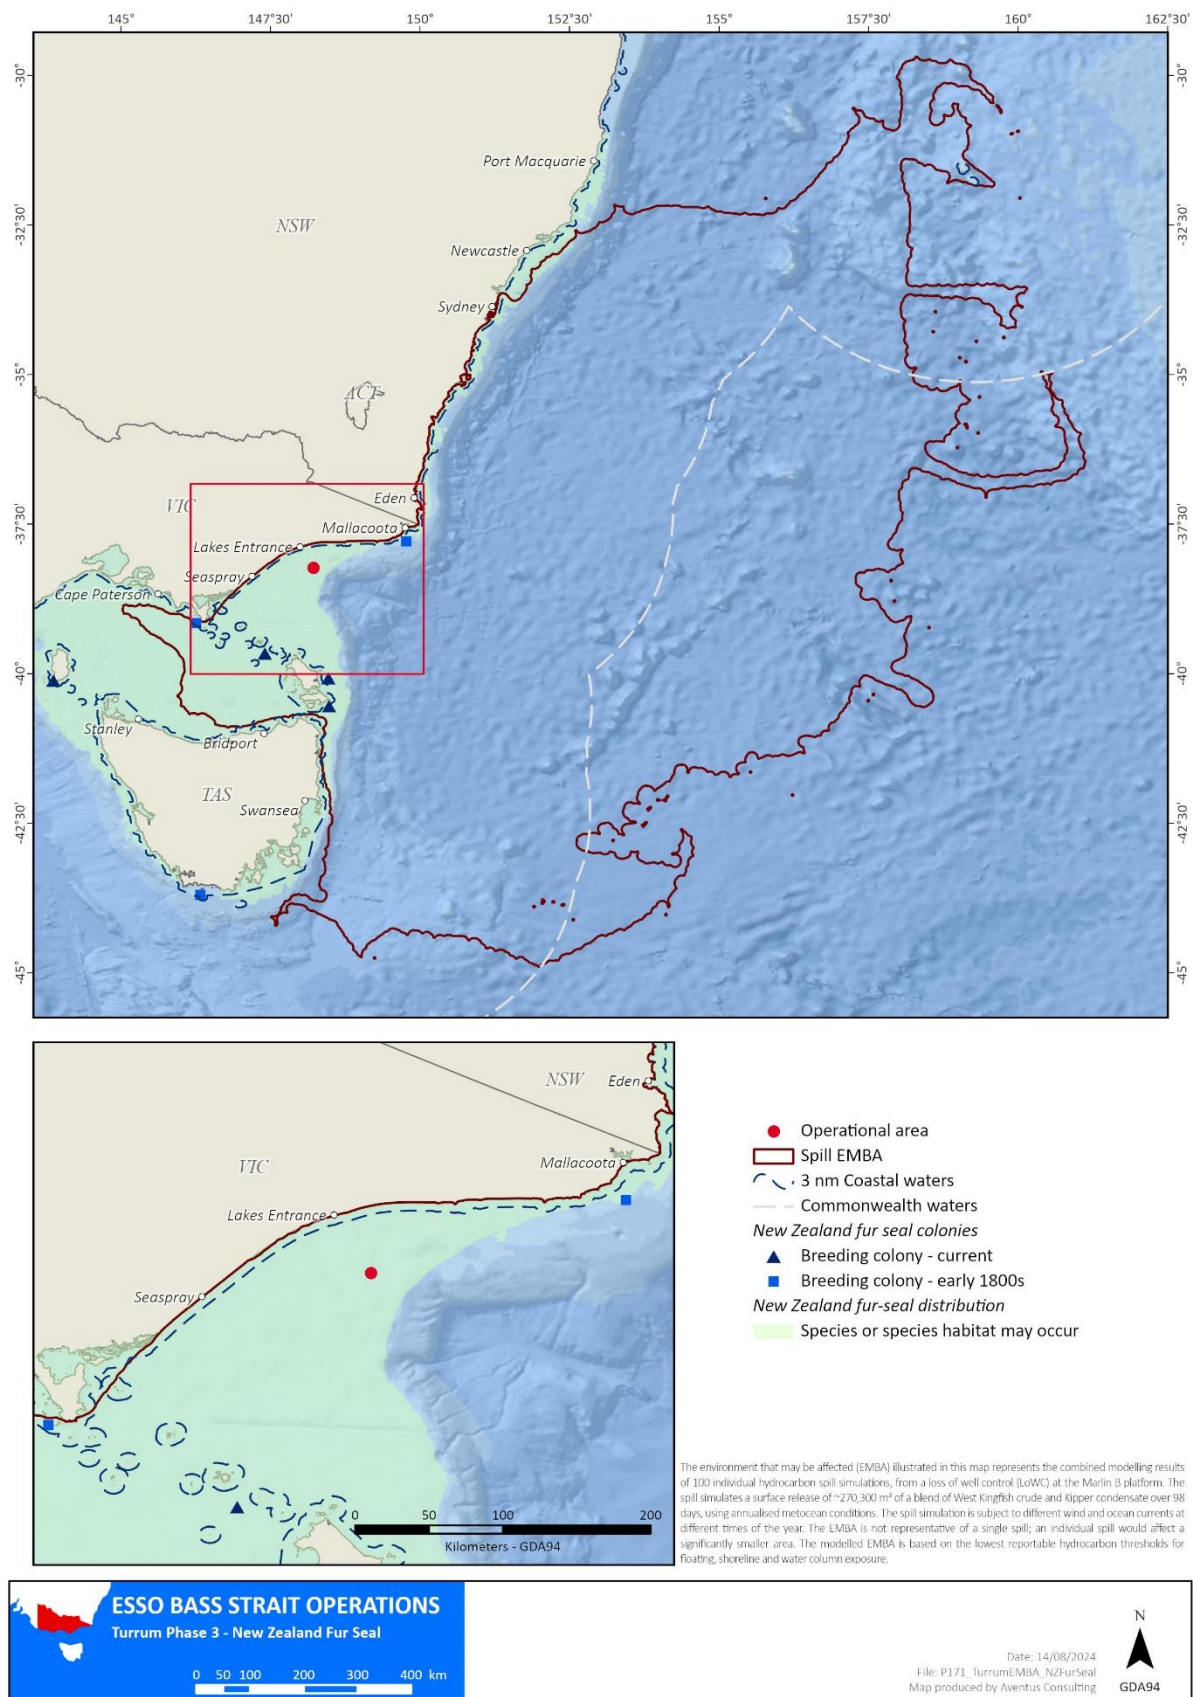 145° 147°30' 150° 152°30' 155° 157°30' 160° 162°30'
-30° -30°
Port Macquarie
-32°30' NSW -32°30'
Newcastle
Sydney
-35° -35°
ACT
Eden
VIC
-37°30' Mallacoota -37°30'
Lakes Entrance
Seaspray
Cape Paterson
-40° -40°
Stanley
Bridport
TAS
Swansea
-42°30' -42°30'
-45° -45°
NSW
Eden
VIC
Mallacoota
Lakes Entrance
Seaspray
0 50 100 200
Kilometers - GDA94
Operational area
Spill EMBA
3 nm Coastal waters
Commonwealth waters
New Zealand fur seal colonies
Breeding colony - current
Breeding colony - early 1800s
New Zealand fur-seal distribution
Species or species habitat may occur
The environment that may be affected (EMBA) illustrated in this map represents the combined modelling results
of 100 individual hydrocarbon spill simulations, from a loss of well control (LoWC) at the Marlin B platform. The
spill simulates a surface release of ~270,300 m³ of a blend of West Kingfish crude and Kipper condensate over 98
days, using annualised metocean conditions. The spill simulation is subject to different wind and ocean currents at
different times of the year. The EMBA is not representative of a single spill; an individual spill would affect a
significantly smaller area. The modelled EMBA is based on the lowest reportable hydrocarbon thresholds for
floating, shoreline and water column exposure.
ESSO BASS STRAIT OPERATIONS
Turrum Phase 3 - New Zealand Fur Seal
0 50 100 200 300 400 km
N
Date: 14/08/2024
File: P171_TurrumEMBA_NZFurSeal
Map produced by Aventus Consulting
GDA94